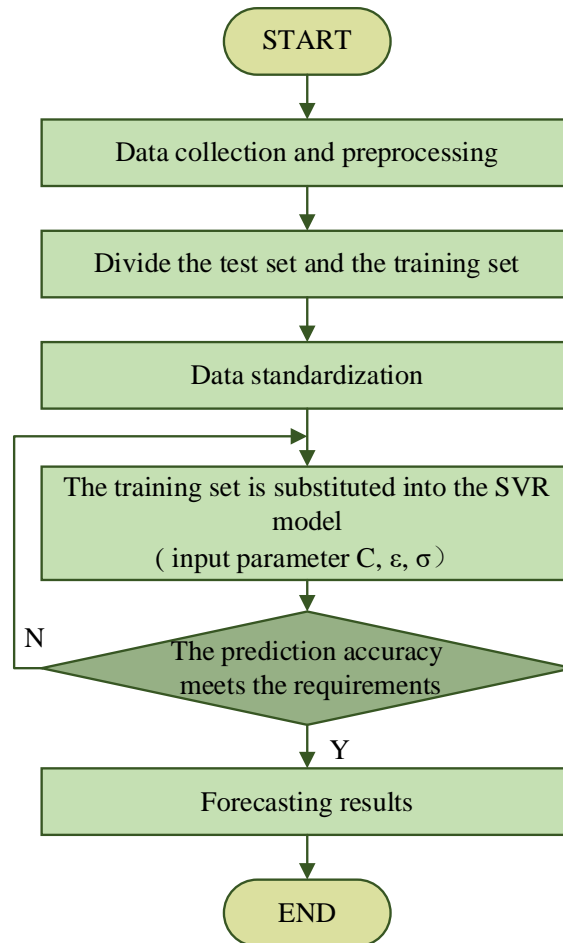 START
Data collection and preprocessing
Divide the test set and the training set
Data standardization
The training set is substituted into the SVR
model
( input parameter C, ε, σ）
N
The prediction accuracy
meets the requirements
Y
Forecasting results
END